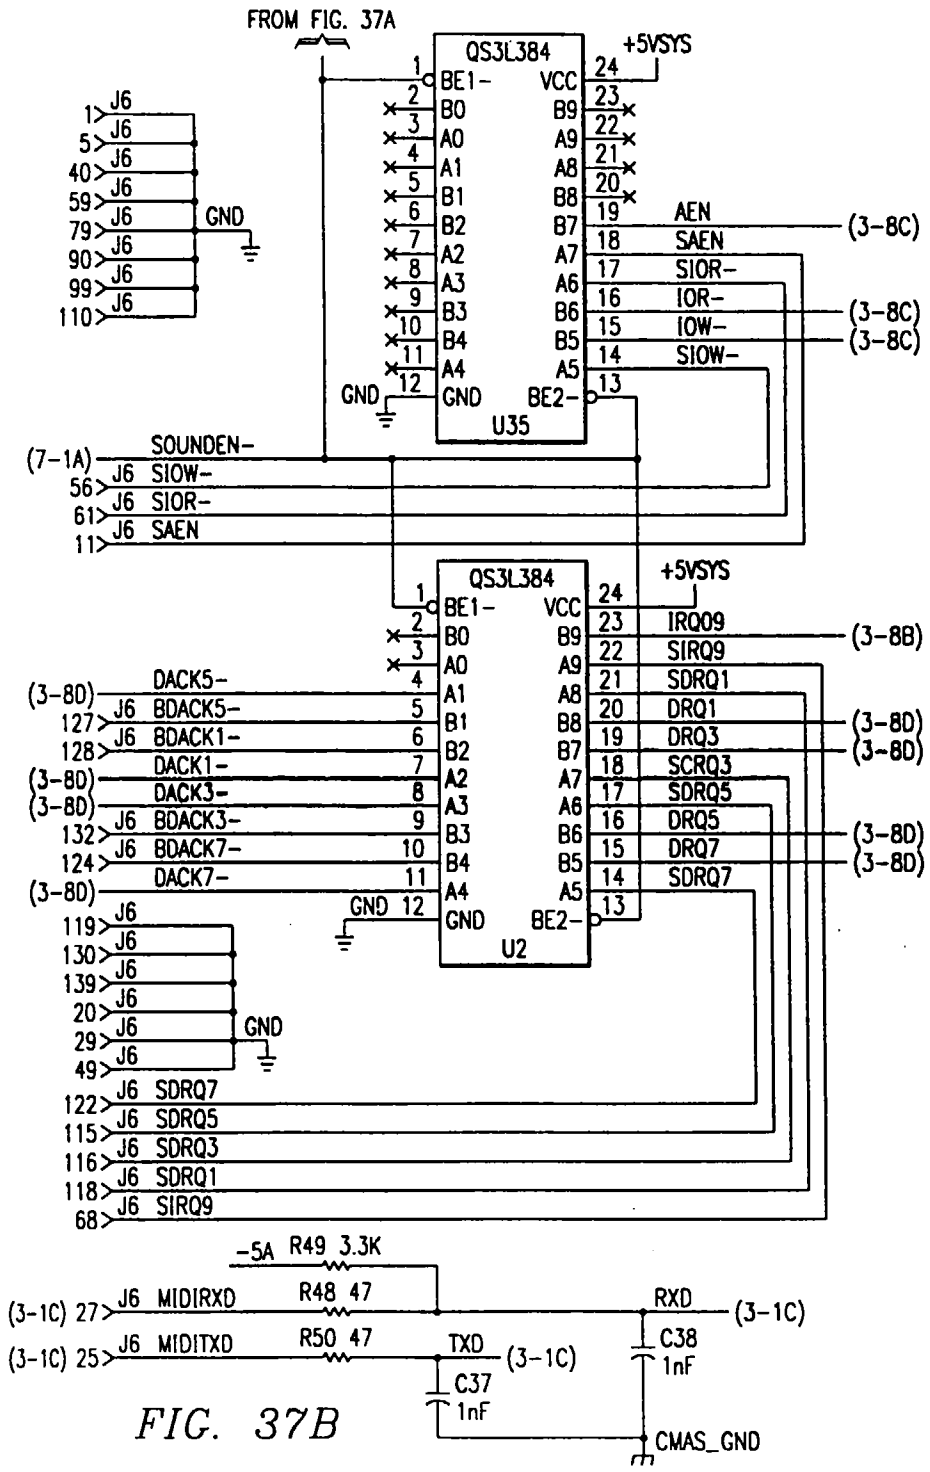 FROM FIG. 37A
QS3L384 +5VSYS
1 BE1- VCC 24
2 B0 B9 23
3 A0 A9 22
4 A1 A8 21
5 B1 B8 20
6 B2 B7 19 AEN (3-8C)
7 A2 A7 18 SAEN
8 A3 A6 17 SIOR-
9 B3 B6 16 IOR- (3-8C)
10 B4 B5 15 IOW- (3-8C)
11 A4 A5 14 SIOW-
GND 12 GND BE2- 13
U35
1 J6
5 J6
40 J6
59 J6
79 J6 GND
90 J6
99 J6
110 J6
(7-1A) SOUNDEN-
56 J6 SIOW-
61 J6 SIOR-
11 J6 SAEN
QS3L384 +5VSYS
1 BE1- VCC 24
2 B0 B9 23 IRQ09 (3-8B)
3 A0 A9 22 SIRQ9
(3-8D) DACK5- 4 A1 A8 21 SDRQ1
127 J6 BDACK5- 5 B1 B8 20 DRQ1 (3-8D)
128 J6 BDACK1- 6 B2 B7 19 DRQ3 (3-8D)
(3-8D) DACK1- 7 A2 A7 18 SCRQ3
(3-8D) DACK3- 8 A3 A6 17 SDRQ5
132 J6 BDACK3- 9 B3 B6 16 DRQ5 (3-8D)
124 J6 BDACK7- 10 B4 B5 15 DRQ7 (3-8D)
(3-8D) DACK7- 11 A4 A5 14 SDRQ7
GND 12 GND BE2- 13
U2
119 J6
130 J6
139 J6
20 J6
29 J6 GND
49 J6
122 J6 SDRQ7
115 J6 SDRQ5
116 J6 SDRQ3
118 J6 SDRQ1
68 J6 SIRQ9
-5A R49 3.3K
(3-1C) 27 J6 MIDIRXD R48 47 RXD (3-1C)
(3-1C) 25 J6 MIDITXD R50 47 TXD (3-1C)
C38
1nF
C37
1nF
CMAS_GND
FIG. 37B